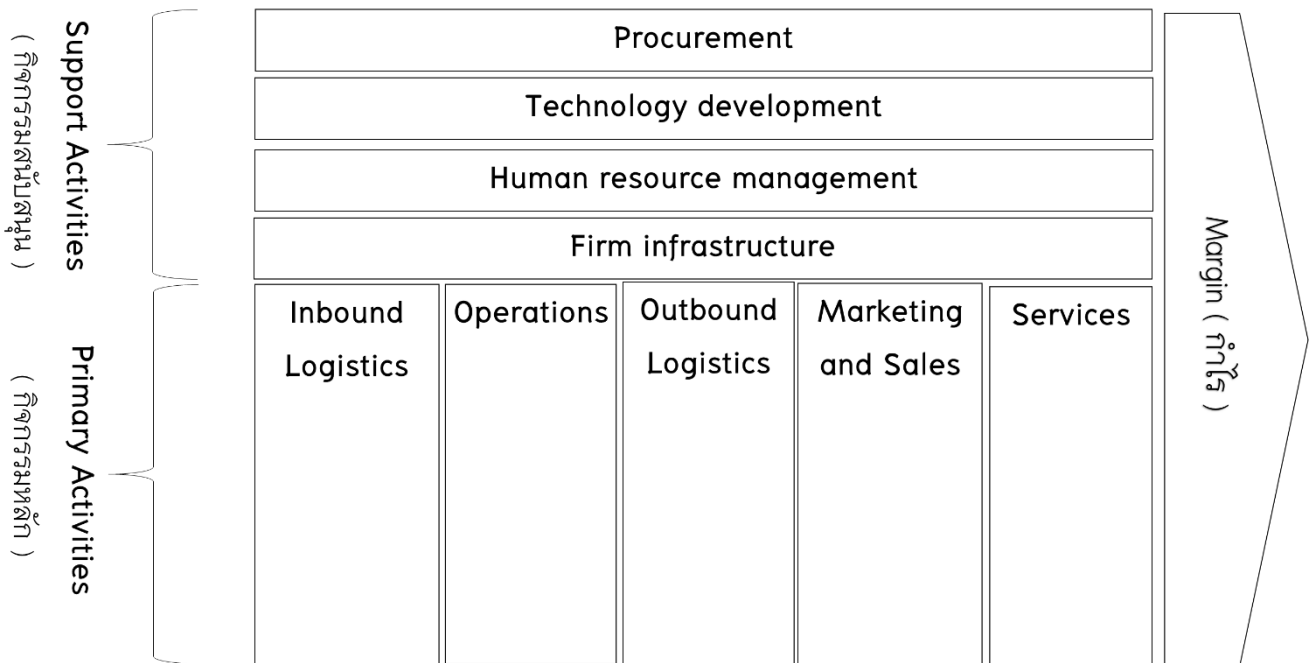 Support Activities
( กิจกรรมสนับสนุน )
Procurement
Technology development
Human resource management
Firm infrastructure
Primary Activities
( กิจกรรมหลัก )
Inbound
Logistics
Operations
Outbound
Logistics
Marketing
and Sales
Services
Margin ( กำไร )